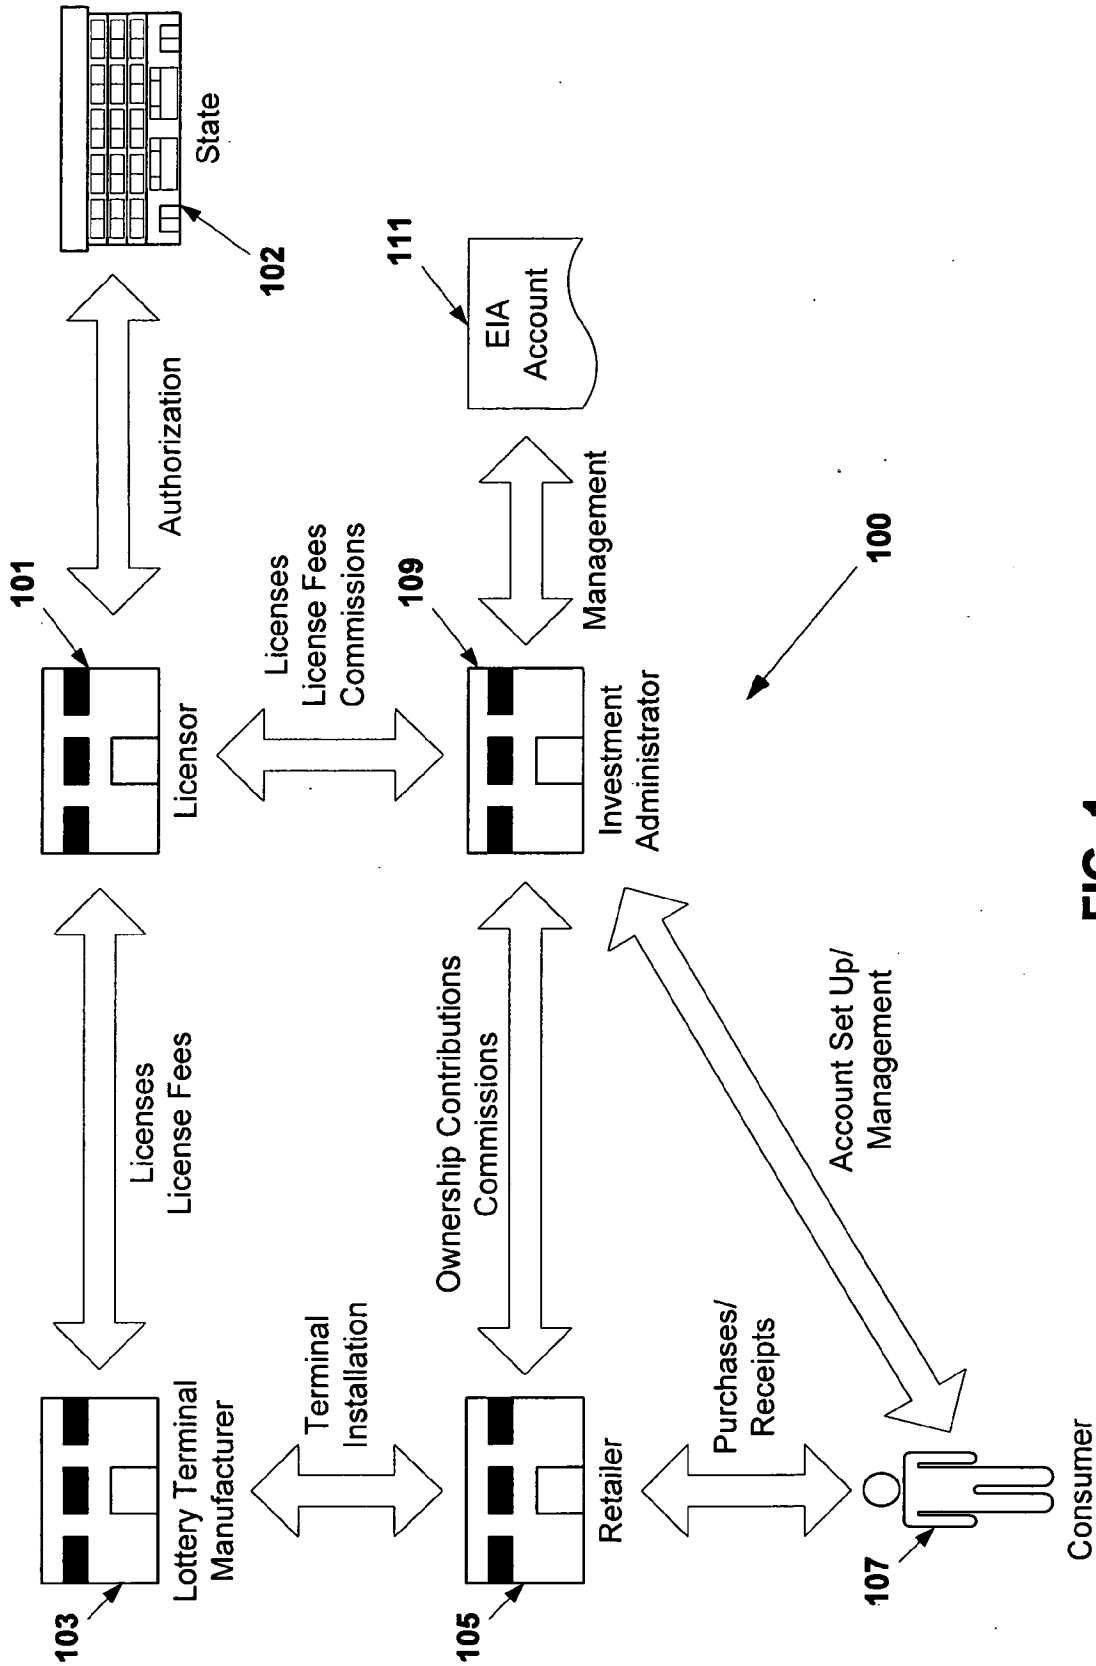 101
Authorization
State
102
Licensor
Licenses
License Fees
103
Lottery Terminal
Manufacturer
Licenses
License Fees
Commissions
Terminal
Installation
111
EIA
Account
109
Management
Investment
Administrator
Ownership Contributions
Commissions
105
Retailer
Purchases/
Receipts
Account Set Up/
Management
100
107
Consumer